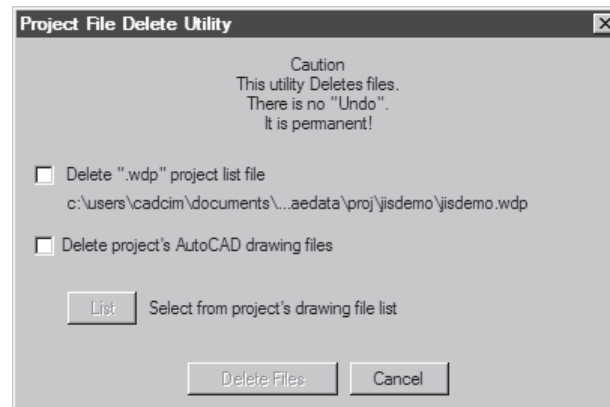 Project File Delete Utility
Caution
This utility Deletes files.
There is no "Undo".
It is permanent!
Delete ".wdp" project list file
c:\users\cadcim\documents\...aedata\proj\jisdemo\jisdemo.wdp
Delete project's AutoCAD drawing files
List Select from project's drawing file list
Delete Files Cancel